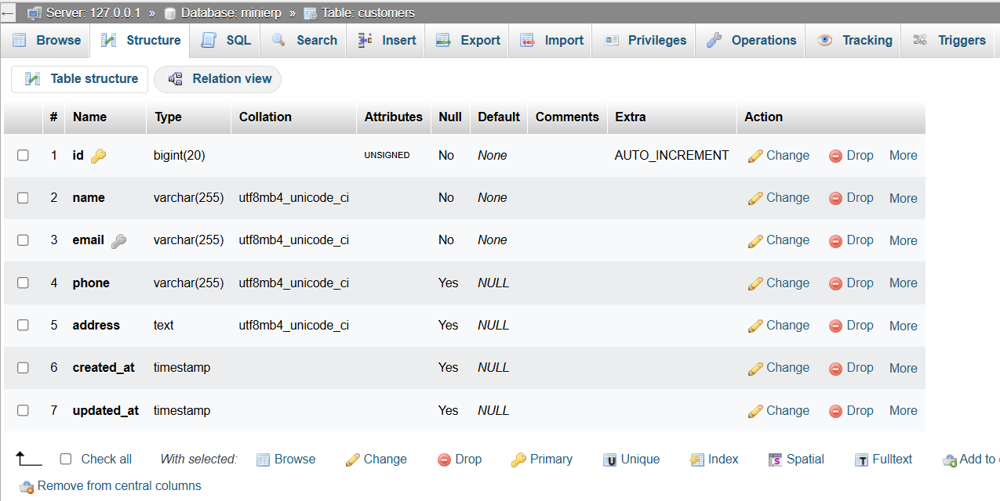 Server: 127.0.0.1 » Database: minierp » Table: customers
Browse Structure SQL Search Insert Export Import Privileges Operations Tracking Triggers
Table structure Relation view
# Name Type Collation Attributes Null Default Comments Extra Action
1 id bigint(20) UNSIGNED No None AUTO_INCREMENT Change Drop More
2 name varchar(255) utf8mb4_unicode_ci No None Change Drop More
3 email varchar(255) utf8mb4_unicode_ci No None Change Drop More
4 phone varchar(255) utf8mb4_unicode_ci Yes NULL Change Drop More
5 address text utf8mb4_unicode_ci Yes NULL Change Drop More
6 created_at timestamp Yes NULL Change Drop More
7 updated_at timestamp Yes NULL Change Drop More
Check all With selected: Browse Change Drop Primary Unique Index Spatial Fulltext Add to
Remove from central columns